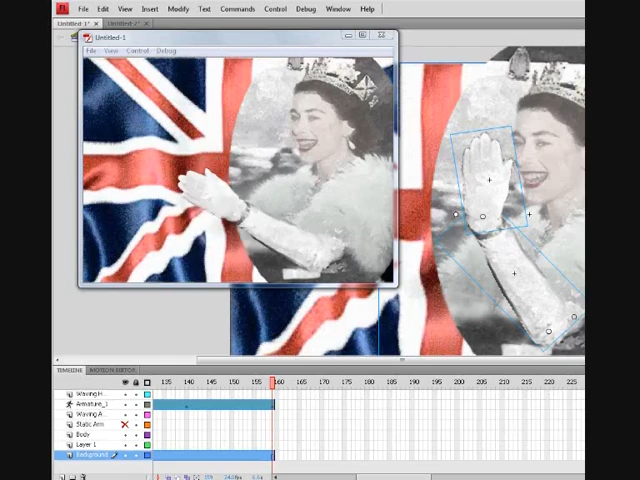 FL File Edit View Insert Modify Text Commands Control Debug Window Help
Untitled-1* Untitled-2*
Untitled-1
File View Control Debug
TIMELINE MOTION EDITOR
135 140 145 150 155 160 165 170 175 180 185 190 195 200 205 210 215 220 225
Waving H...
Armature_1
Waving A...
Static Arm
Body
Layer 1
Background